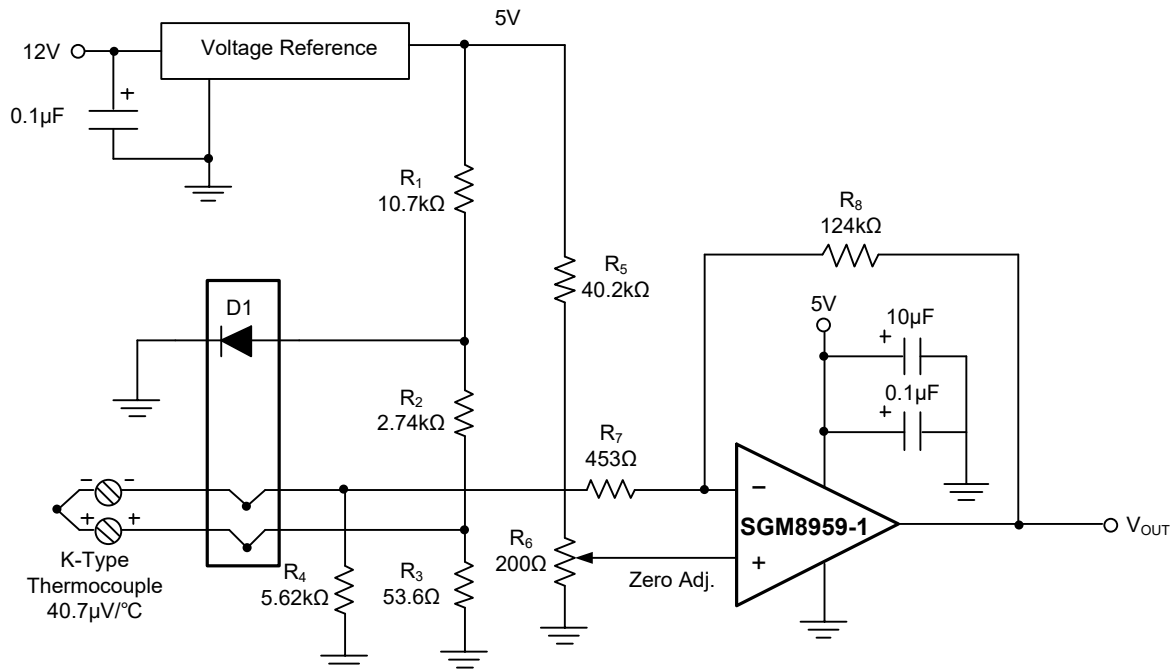 5V
12V
Voltage Reference
+
0.1µF
R1
10.7kΩ
R8
124kΩ
R5
40.2kΩ
D1
5V
10µF
+
0.1µF
+
R2
2.74kΩ
R7
453Ω
− −
+ +
K-Type
Thermocouple
40.7µV/℃
R4
5.62kΩ
R3
53.6Ω
R6
200Ω
Zero Adj.
−
SGM8959-1
+
VOUT